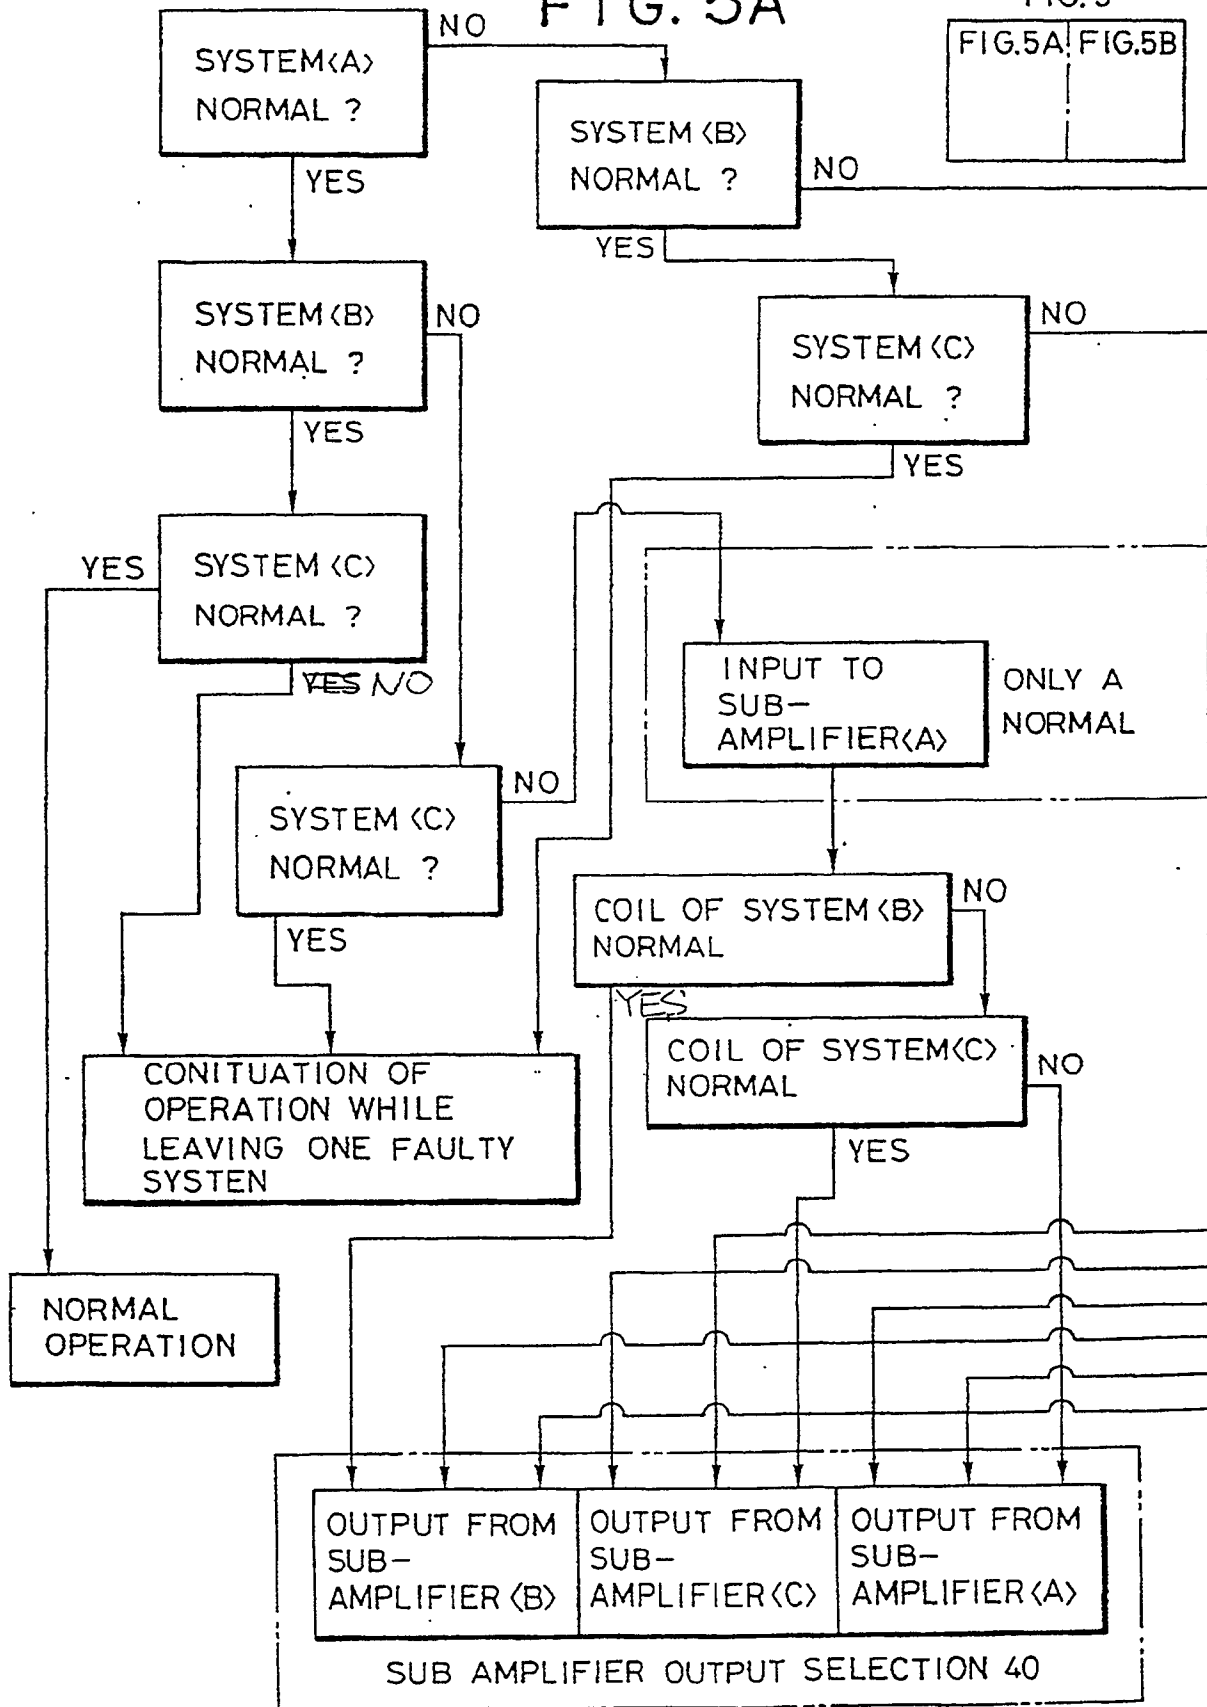 FIG. 5A
FIG. 5
FIG.5A FIG.5B
SYSTEM<A>
NORMAL ?
NO
YES
SYSTEM <B>
NORMAL ?
NO
YES
SYSTEM <B>
NORMAL ?
NO
YES
SYSTEM <C>
NORMAL ?
NO
YES
SYSTEM <C>
NORMAL ?
YES
YES NO
INPUT TO
SUB-
AMPLIFIER<A>
ONLY A
NORMAL
SYSTEM <C>
NORMAL ?
NO
YES
COIL OF SYSTEM <B>
NORMAL
NO
YES
COIL OF SYSTEM<C>
NORMAL
NO
YES
CONITUATION OF
OPERATION WHILE
LEAVING ONE FAULTY
SYSTEN
NORMAL
OPERATION
OUTPUT FROM
SUB-
AMPLIFIER <B>
OUTPUT FROM
SUB-
AMPLIFIER<C>
OUTPUT FROM
SUB-
AMPLIFIER <A>
SUB AMPLIFIER OUTPUT SELECTION 40